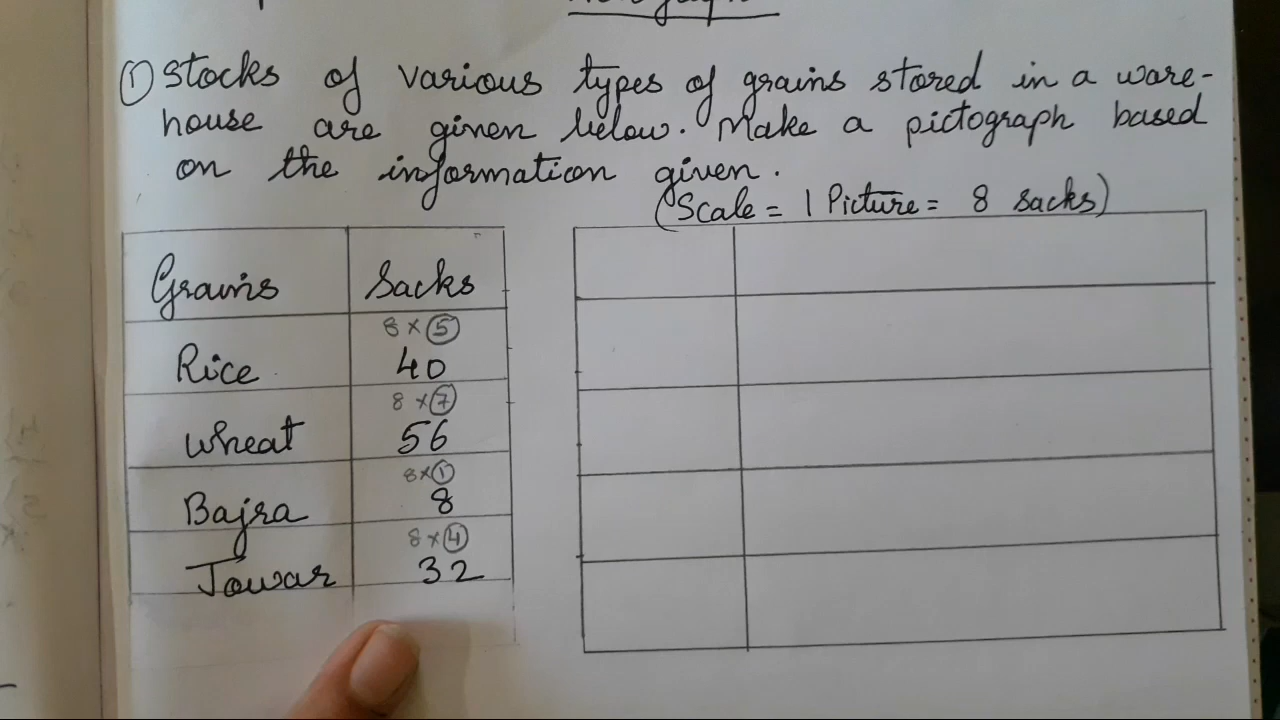 ① Stocks of various types of grains stored in a ware-
house are given below. Make a pictograph based
on the information given.
(Scale = 1 Picture = 8 sacks)
Grains Sacks
8 × ⑤
Rice 40
8 × ⑦
Wheat 56
8 × ①
Bajra 8
8 × ④
Jowar 32